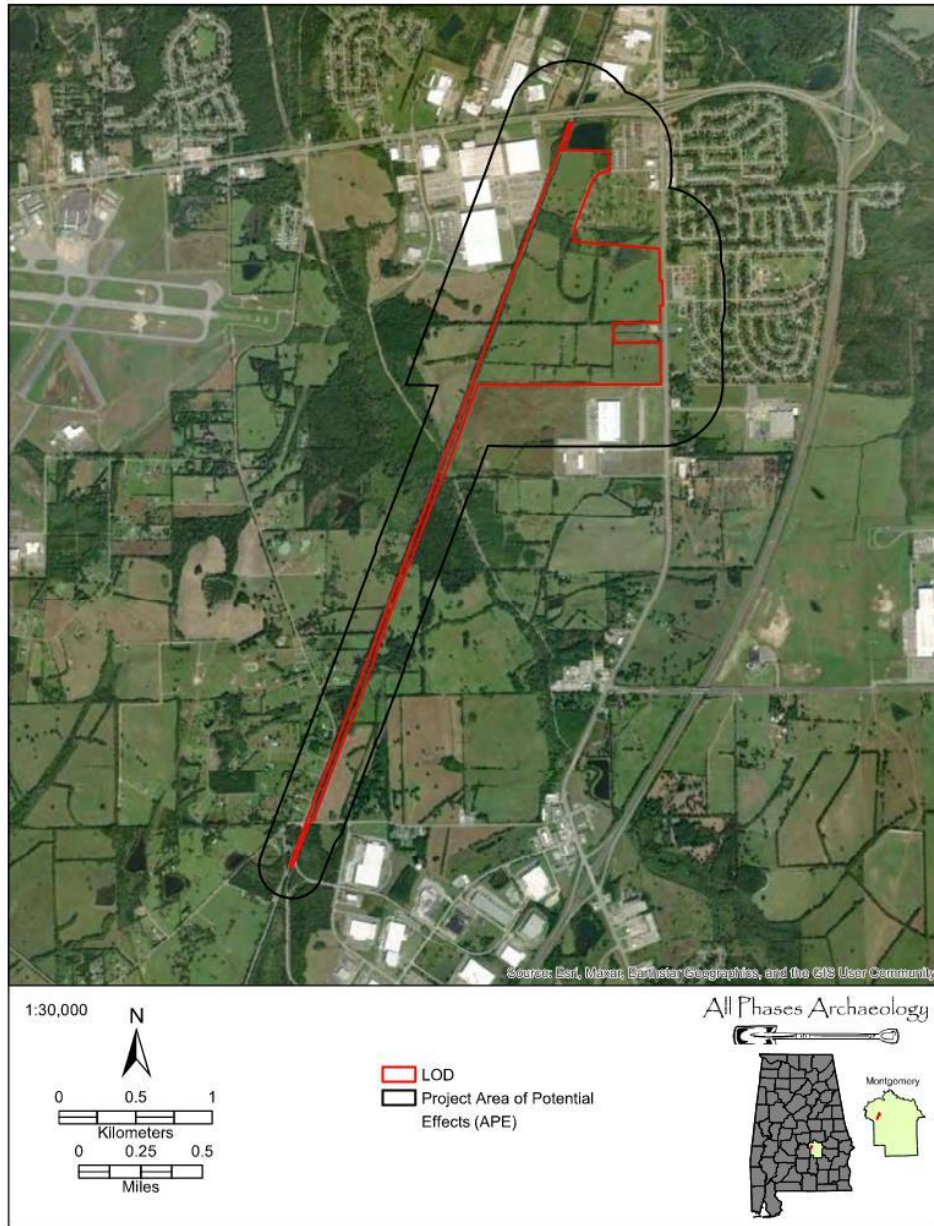 Source: Esri, Maxar, Earthstar Geographics, and the GIS User Community
1:30,000
N
0 0.5 1
Kilometers
0 0.25 0.5
Miles
LOD
Project Area of Potential
Effects (APE)
All Phases Archaeology
Montgomery